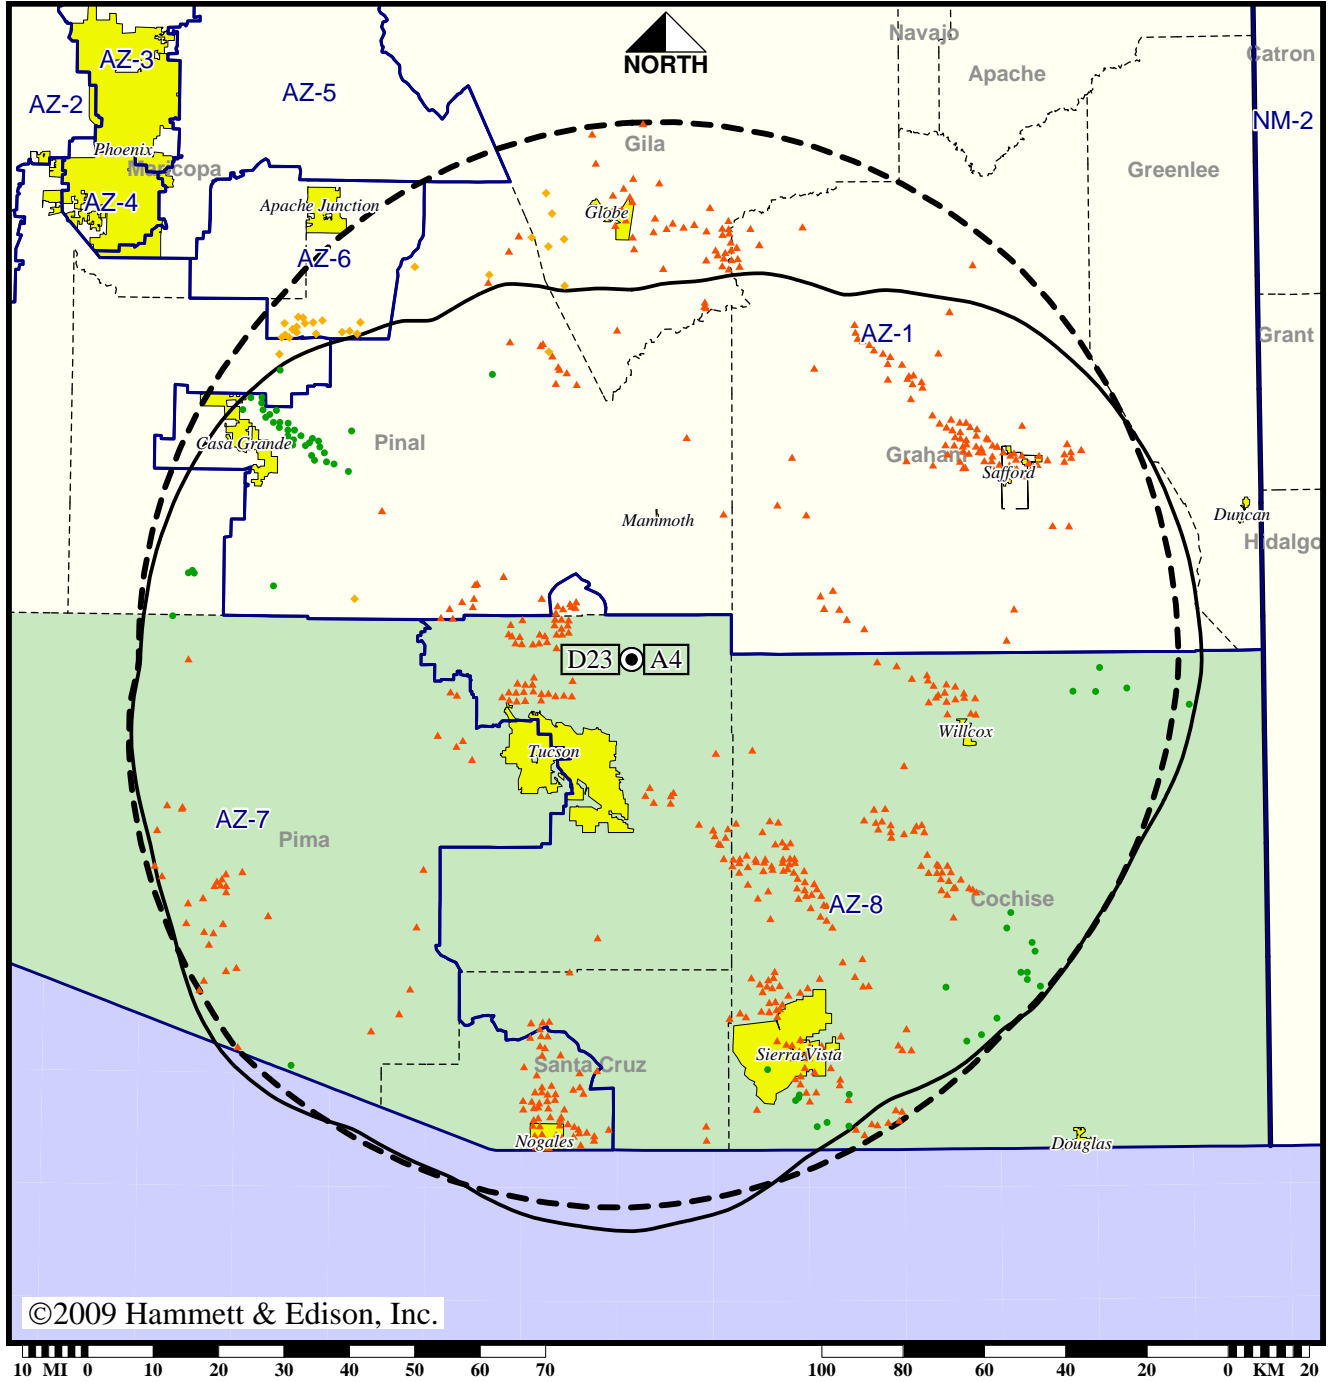 Navajo
Catron
AZ-3
NORTH
Apache
AZ-5
AZ-2
NM-2
Gila
Phoenix
Maricopa
Greenlee
AZ-4
Apache Junction
Globe
AZ-6
AZ-1
Grant
Casa Grande
Pinal
Graham
Safford
Mammoth
Duncan
Hidalgo
D23
A4
Willcox
Tucson
AZ-7
Pima
Cochise
AZ-8
Sierra Vista
Santa Cruz
Nogales
Douglas
©2009 Hammett & Edison, Inc.
10 MI 0 10 20 30 40 50 60 70 100 80 60 40 20 0 KM 20